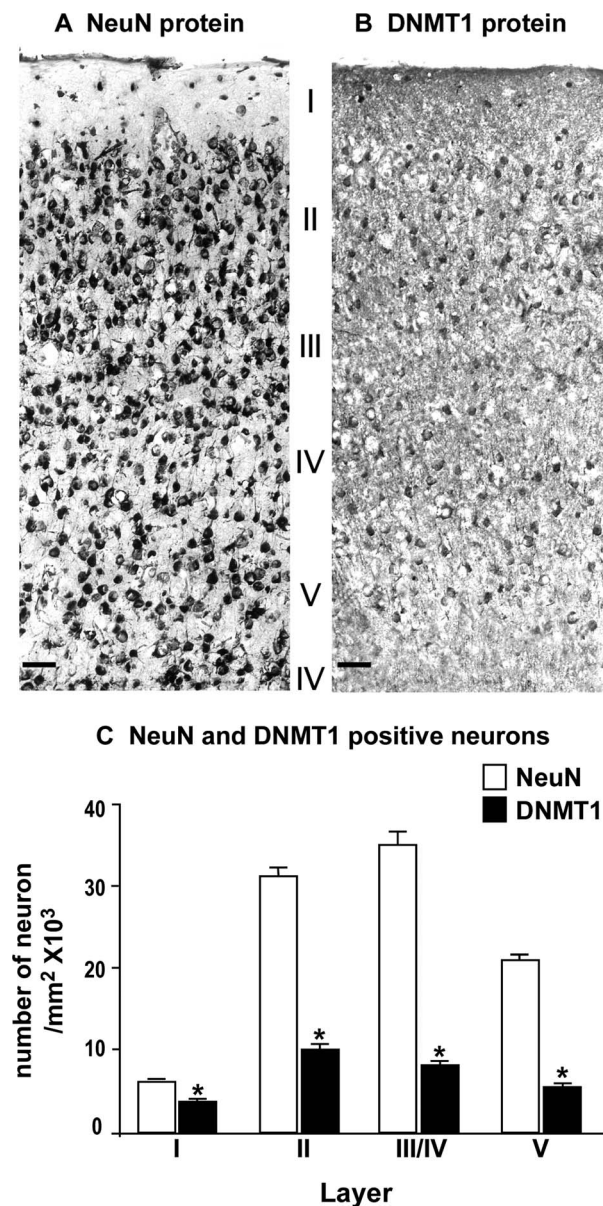 A NeuN protein
B DNMT1 protein
I
II
III
IV
V
IV
C NeuN and DNMT1 positive neurons
NeuN
DNMT1
number of neuron
/mm² X10³
40
30
20
10
0
*
*
*
*
I II III/IV V
Layer